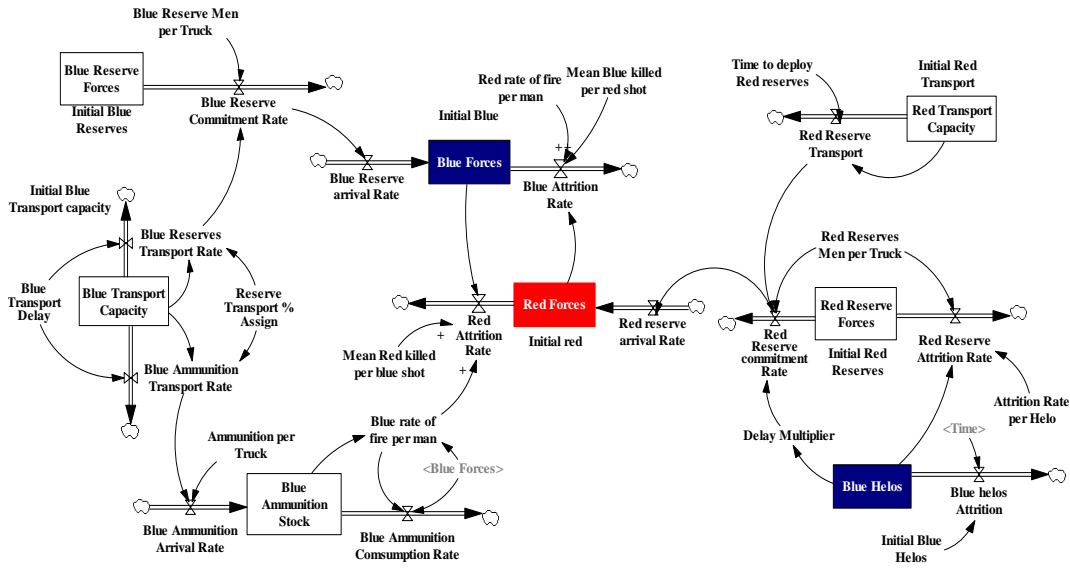 Blue Reserve Men
per Truck
Blue Reserve
Forces
Initial Blue
Reserves
Blue Reserve
Commitment Rate
Red rate of fire
per man
Mean Blue killed
per red shot
Initial Blue
Blue Forces
++
Blue Reserve
arrival Rate
Blue Attrition
Rate
Time to deploy
Red reserves
Initial Red
Transport
Red Transport
Capacity
Red Reserve
Transport
Initial Blue
Transport capacity
Blue Reserves
Transport Rate
Blue
Transport
Delay
Blue Transport
Capacity
Reserve
Transport %
Assign
Blue Ammunition
Transport Rate
Red Forces
Initial red
Red
Attrition
Rate
+
Mean Red killed
per blue shot
+
Red reserve
arrival Rate
Red Reserves
Men per Truck
Red Reserve
Forces
Initial Red
Reserves
Red
Reserve
commitment
Rate
Red Reserve
Attrition Rate
Attrition Rate
per Helo
Ammunition per
Truck
Blue rate of
fire per man
<Blue Forces>
Blue
Ammunition
Stock
Blue Ammunition
Arrival Rate
Blue Ammunition
Comsumption Rate
Delay Multiplier
<Time>
Blue Helos
Blue helos
Attrition
Initial Blue
Helos